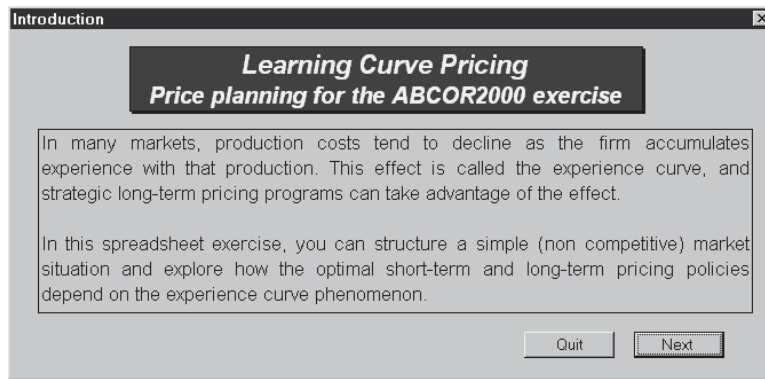 Introduction
Learning Curve Pricing
Price planning for the ABCOR2000 exercise
In many markets, production costs tend to decline as the firm accumulates
experience with that production. This effect is called the experience curve, and
strategic long-term pricing programs can take advantage of the effect.
In this spreadsheet exercise, you can structure a simple (non competitive) market
situation and explore how the optimal short-term and long-term pricing policies
depend on the experience curve phenomenon.
Quit Next